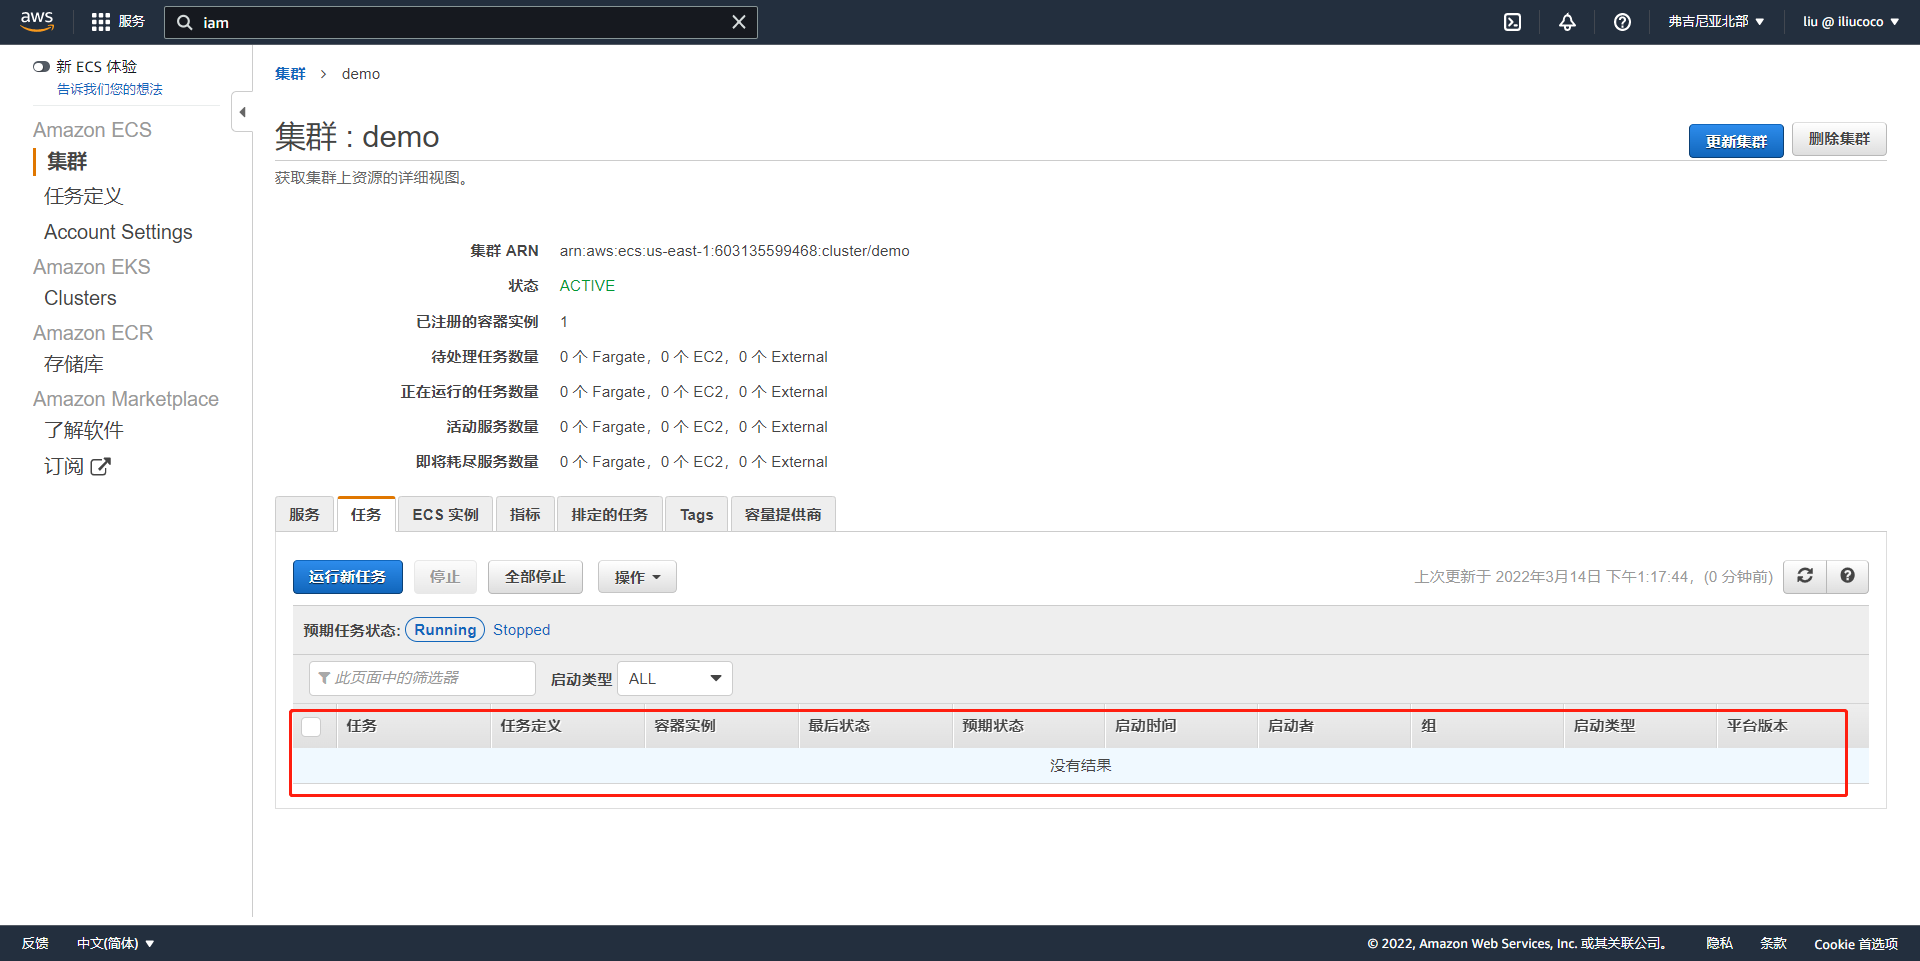 aws 服务 iam 弗吉尼亚北部 liu @ iliucoco
新 ECS 体验
告诉我们您的想法
Amazon ECS
集群
任务定义
Account Settings
Amazon EKS
Clusters
Amazon ECR
存储库
Amazon Marketplace
了解软件
订阅
集群 > demo
集群 : demo
更新集群 删除集群
获取集群上资源的详细视图。
集群 ARN arn:aws:ecs:us-east-1:603135599468:cluster/demo
状态 ACTIVE
已注册的容器实例 1
待处理任务数量 0 个 Fargate，0 个 EC2，0 个 External
正在运行的任务数量 0 个 Fargate，0 个 EC2，0 个 External
活动服务数量 0 个 Fargate，0 个 EC2，0 个 External
即将耗尽服务数量 0 个 Fargate，0 个 EC2，0 个 External
服务 任务 ECS 实例 指标 排定的任务 Tags 容量提供商
运行新任务 停止 全部停止 操作 上次更新于 2022年3月14日 下午1:17:44，(0 分钟前)
预期任务状态: Running Stopped
此页面中的筛选器 启动类型 ALL
任务 任务定义 容器实例 最后状态 预期状态 启动时间 启动者 组 启动类型 平台版本
没有结果
反馈 中文(简体) © 2022, Amazon Web Services, Inc. 或其关联公司。 隐私 条款 Cookie 首选项